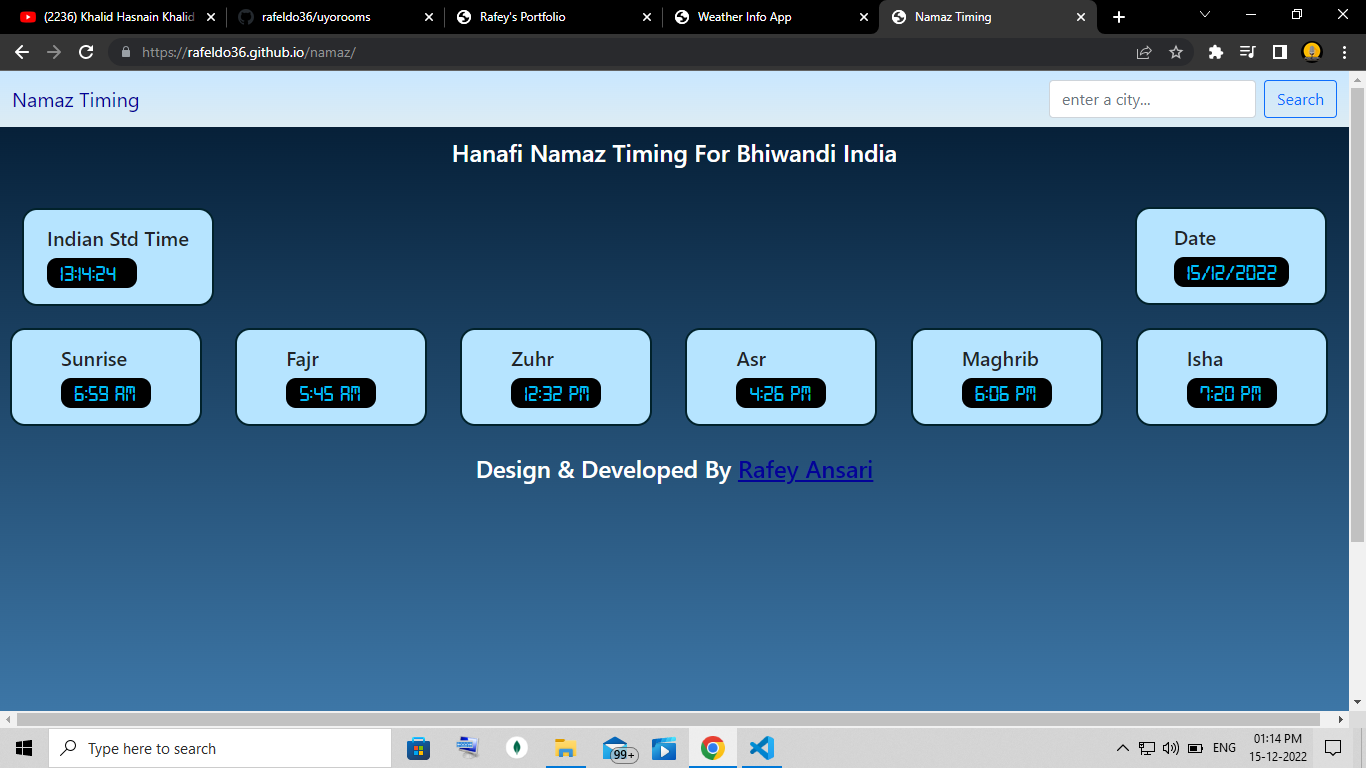 (2236) Khalid Hasnain Khalid
rafeldo36/uyorooms
Rafey's Portfolio
Weather Info App
Namaz Timing
https://rafeldo36.github.io/namaz/
Namaz Timing
enter a city...
Search
Hanafi Namaz Timing For Bhiwandi India
Indian Std Time
13:14:24
Date
15/12/2022
Sunrise
6:59 AM
Fajr
5:45 AM
Zuhr
12:32 PM
Asr
4:26 PM
Maghrib
6:06 PM
Isha
7:20 PM
Design & Developed By Rafey Ansari
Type here to search
99+
ENG
01:14 PM
15-12-2022